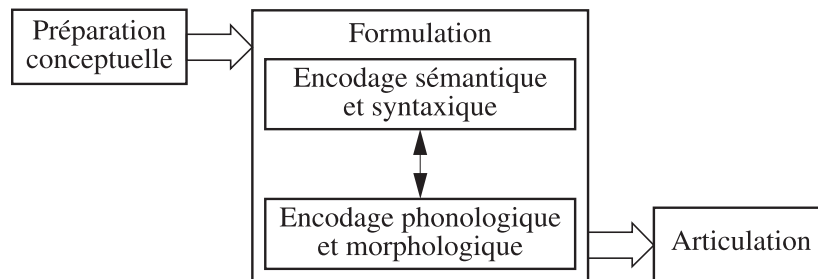 Préparation
conceptuelle
Formulation
Encodage sémantique
et syntaxique
Encodage phonologique
et morphologique
Articulation